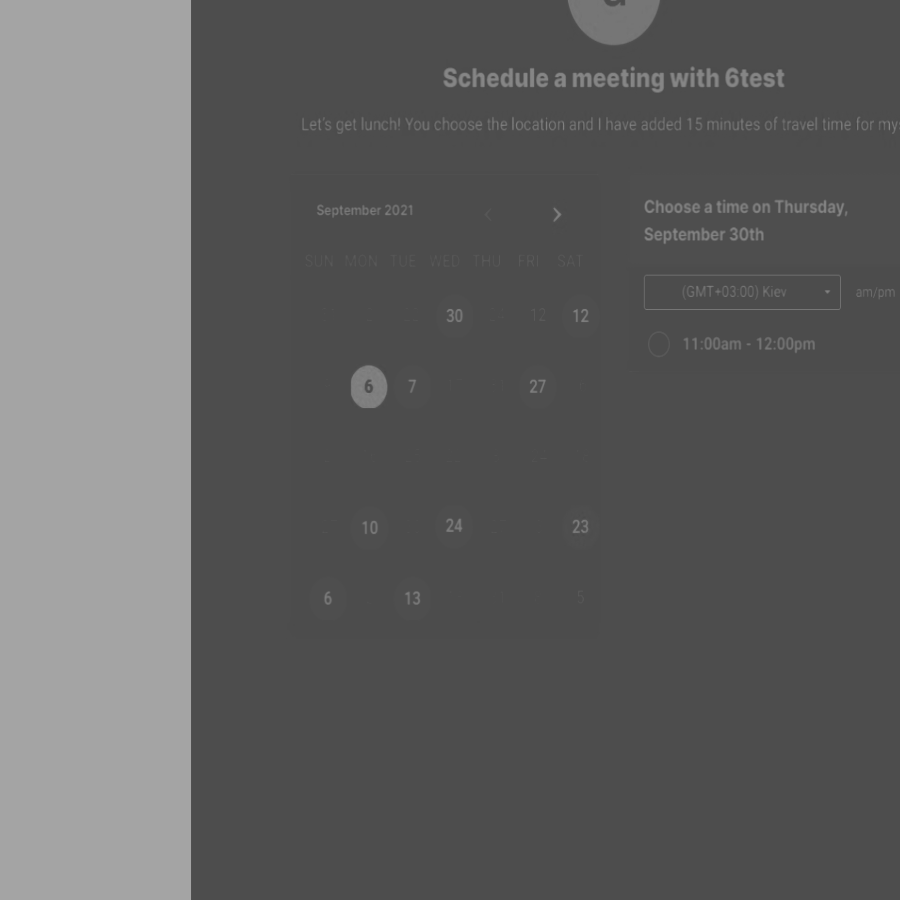 Schedule a meeting with 6test
Let's get lunch! You choose the location and I have added 15 minutes of travel time for my
September 2021
SUN MON TUE WED THU FRI SAT
30 12 12
6 7 27
10 24 23
6 13 5
Choose a time on Thursday,
September 30th
(GMT+03:00) Kiev am/pm
11:00am - 12:00pm